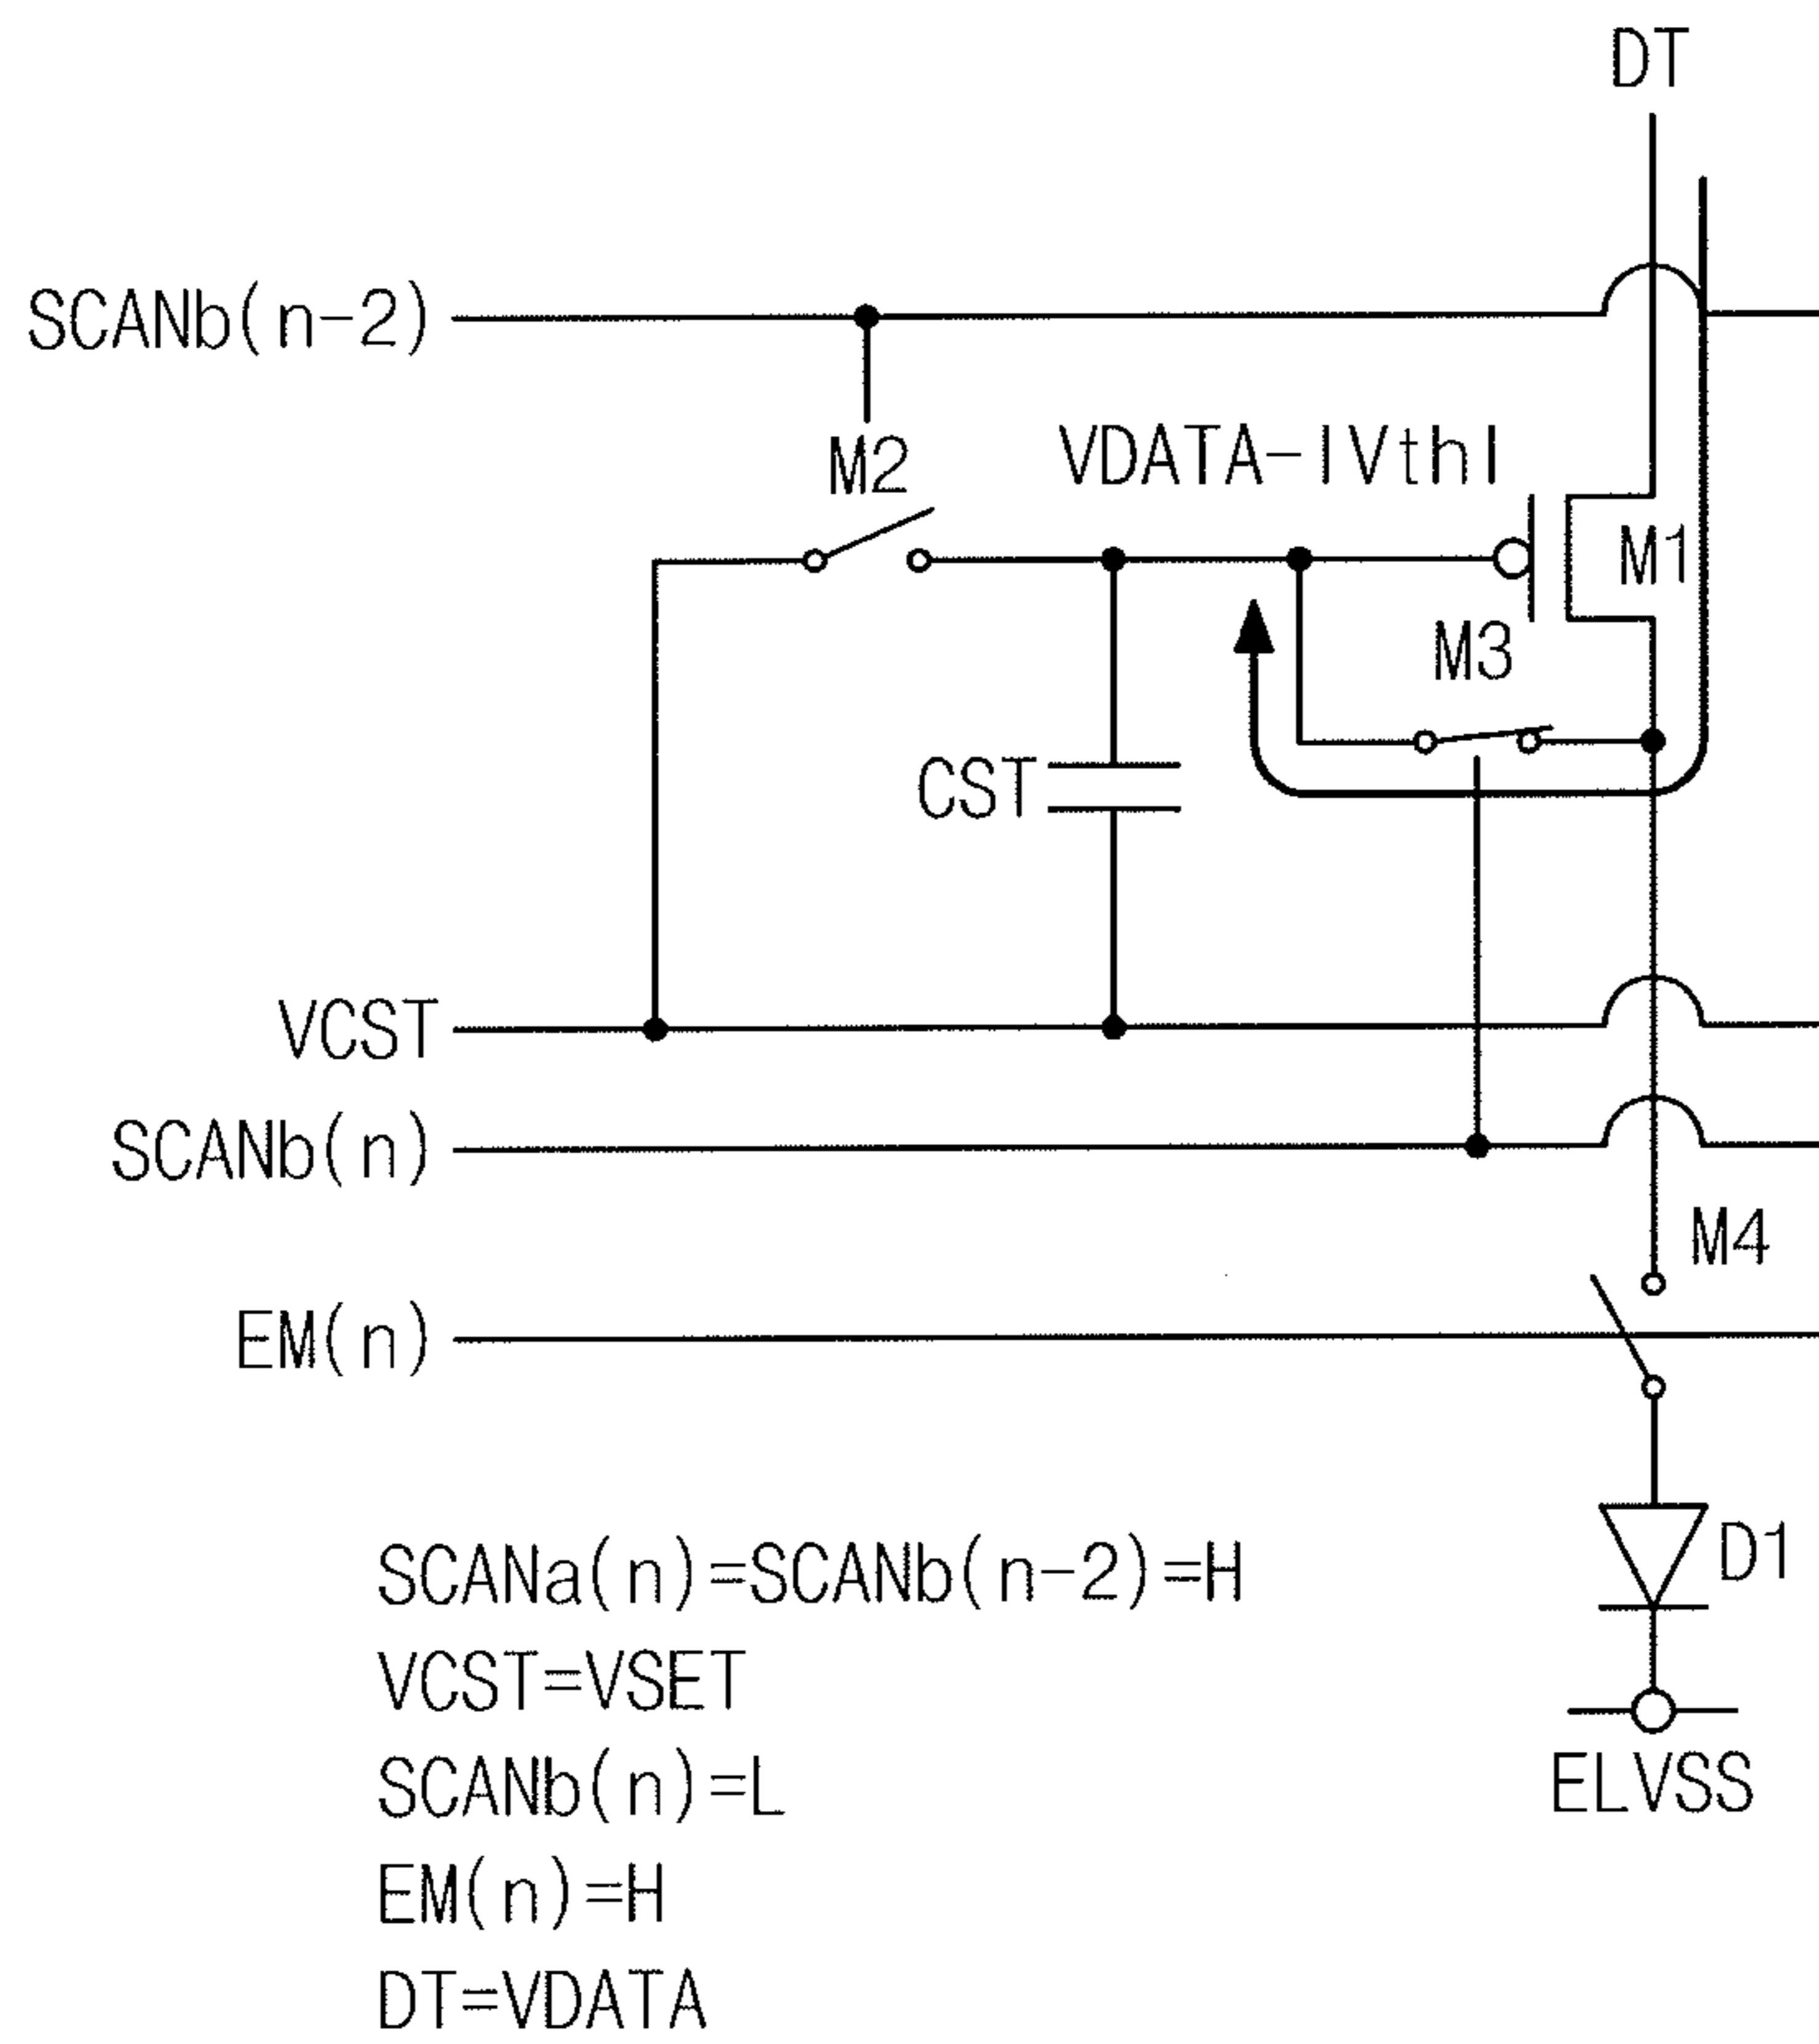 DT
SCANb(n-2)
M2
VDATA-|Vth|
M1
M3
CST
VCST
SCANb(n)
M4
EM(n)
D1
SCANa(n)=SCANb(n-2)=H
VCST=VSET
SCANb(n)=L
ELVSS
EM(n)=H
DT=VDATA